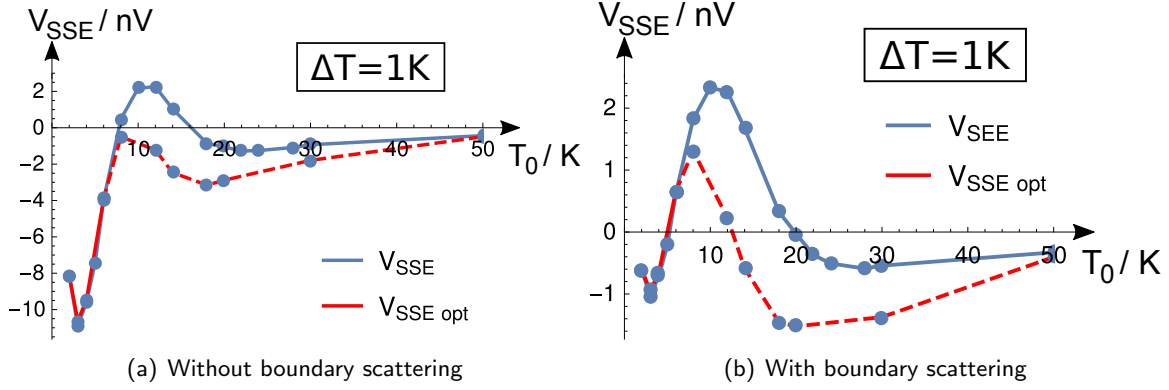 V_SSE / nV
ΔT=1K
2
0
-2
-4
-6
-8
-10
10
20
30
40
50
T_0 / K
V_SSE
V_SSE opt
(a) Without boundary scattering
V_SSE / nV
ΔT=1K
2
1
0
-1
10
20
30
40
50
T_0 / K
V_SEE
V_SSE opt
(b) With boundary scattering